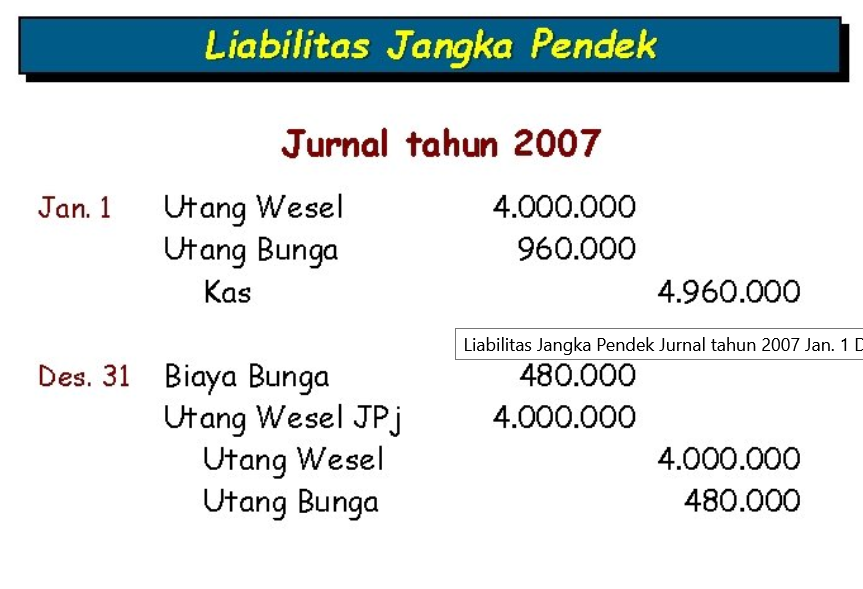 Liabilitas Jangka Pendek
Jurnal tahun 2007
Jan. 1 Utang Wesel 4.000.000
Utang Bunga 960.000
Kas 4.960.000
Liabilitas Jangka Pendek Jurnal tahun 2007 Jan. 1 D
Des. 31 Biaya Bunga 480.000
Utang Wesel JPj 4.000.000
Utang Wesel 4.000.000
Utang Bunga 480.000